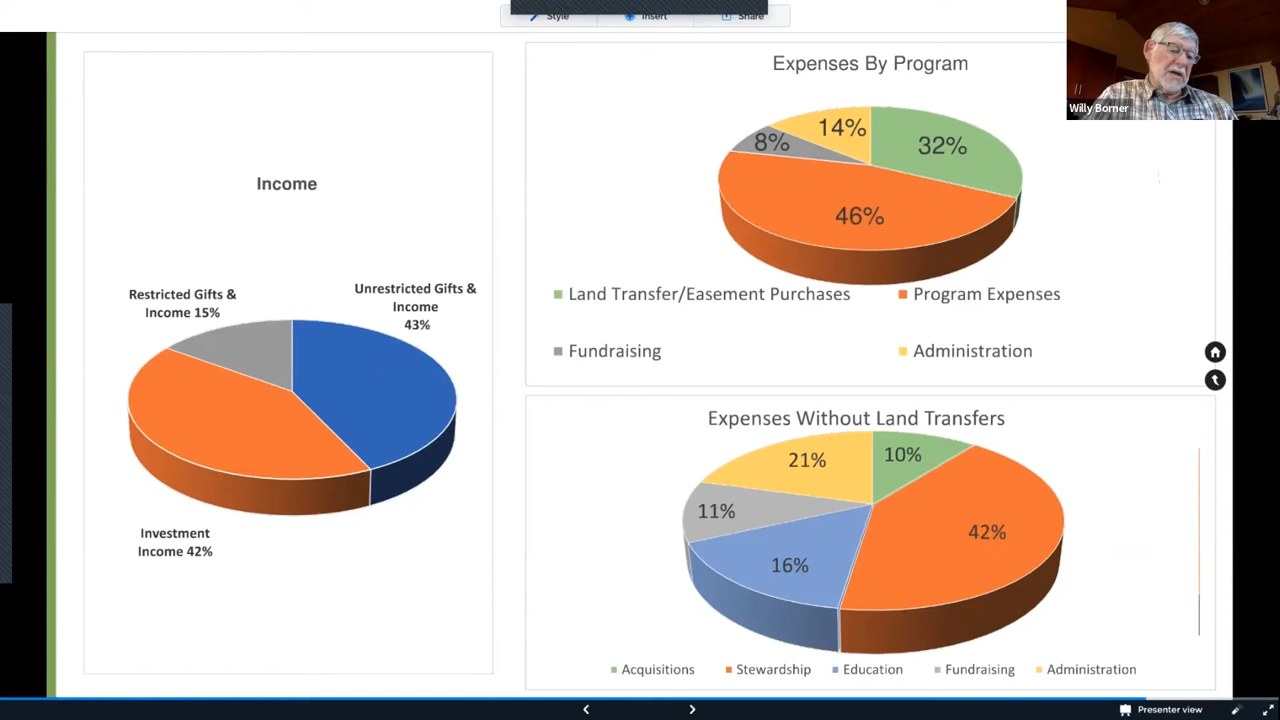 Style
Insert
Share
Willy Borner
Income
Restricted Gifts &
Income 15%
Unrestricted Gifts &
Income
43%
Investment
Income 42%
Expenses By Program
14%
32%
8%
46%
Land Transfer/Easement Purchases
Program Expenses
Fundraising
Administration
Expenses Without Land Transfers
21%
10%
11%
42%
16%
Acquisitions
Stewardship
Education
Fundraising
Administration
Presenter view